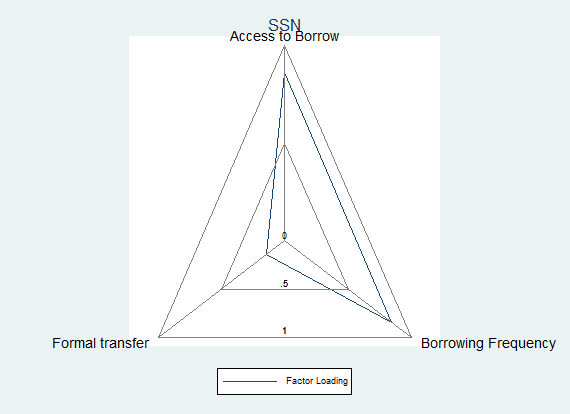 SSN
Access to Borrow
0
.5
1
Formal transfer
Borrowing Frequency
Factor Loading